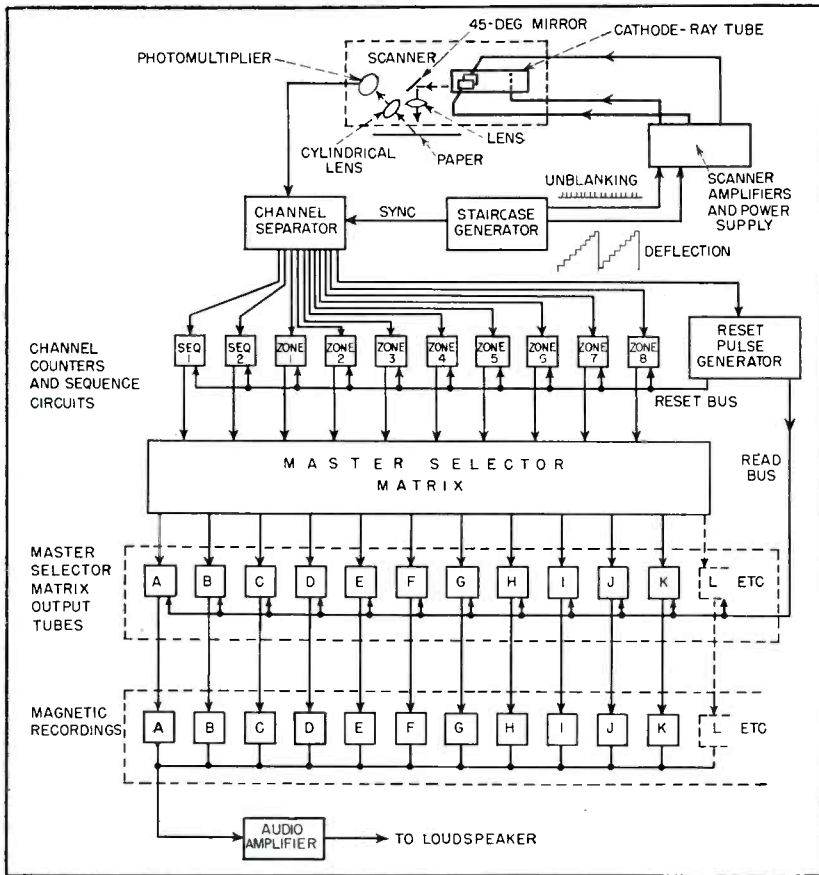 45-DEG MIRROR
CATHODE-RAY TUBE
PHOTOMULTIPLIER
SCANNER
LENS
CYLINDRICAL
LENS
PAPER
UNBLANKING
SCANNER
AMPLIFIERS
AND POWER
SUPPLY
CHANNEL
SEPARATOR
SYNC
STAIRCASE
GENERATOR
DEFLECTION
CHANNEL
COUNTERS
AND SEQUENCE
CIRCUITS
SEQ
1
SEQ
2
ZONE
1
ZONE
2
ZONE
3
ZONE
4
ZONE
5
ZONE
6
ZONE
7
ZONE
8
RESET
PULSE
GENERATOR
RESET BUS
READ
BUS
MASTER SELECTOR
MATRIX
MASTER
SELECTOR
MATRIX
OUTPUT
TUBES
A B C D E F G H I J K L ETC
MAGNETIC
RECORDINGS
A B C D E F G H I J K L ETC
AUDIO
AMPLIFIER
TO LOUDSPEAKER